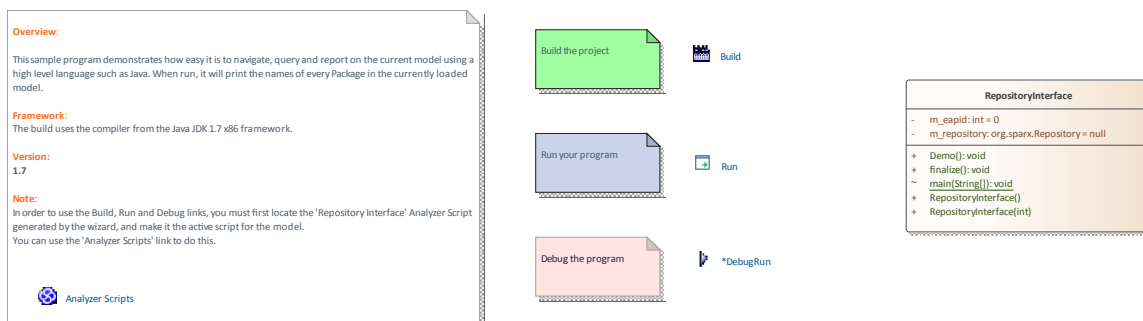 Overview:
This sample program demonstrates how easy it is to navigate, query and report on the current model using a
high level language such as Java. When run, it will print the names of every Package in the currently loaded
model.
Framework:
The build uses the compiler from the Java JDK 1.7 x86 framework.
Version:
1.7
Note:
In order to use the Build, Run and Debug links, you must first locate the 'Repository Interface' Analyzer Script
generated by the wizard, and make it the active script for the model.
You can use the 'Analyzer Scripts' link to do this.
Analyzer Scripts
Build the project
Build
Run your program
Run
Debug the program
*DebugRun
RepositoryInterface
- m_eapid: int = 0
- m_repository: org.sparx.Repository = null
+ Demo(): void
+ finalize(): void
~ main(String[]): void
+ RepositoryInterface()
+ RepositoryInterface(int)